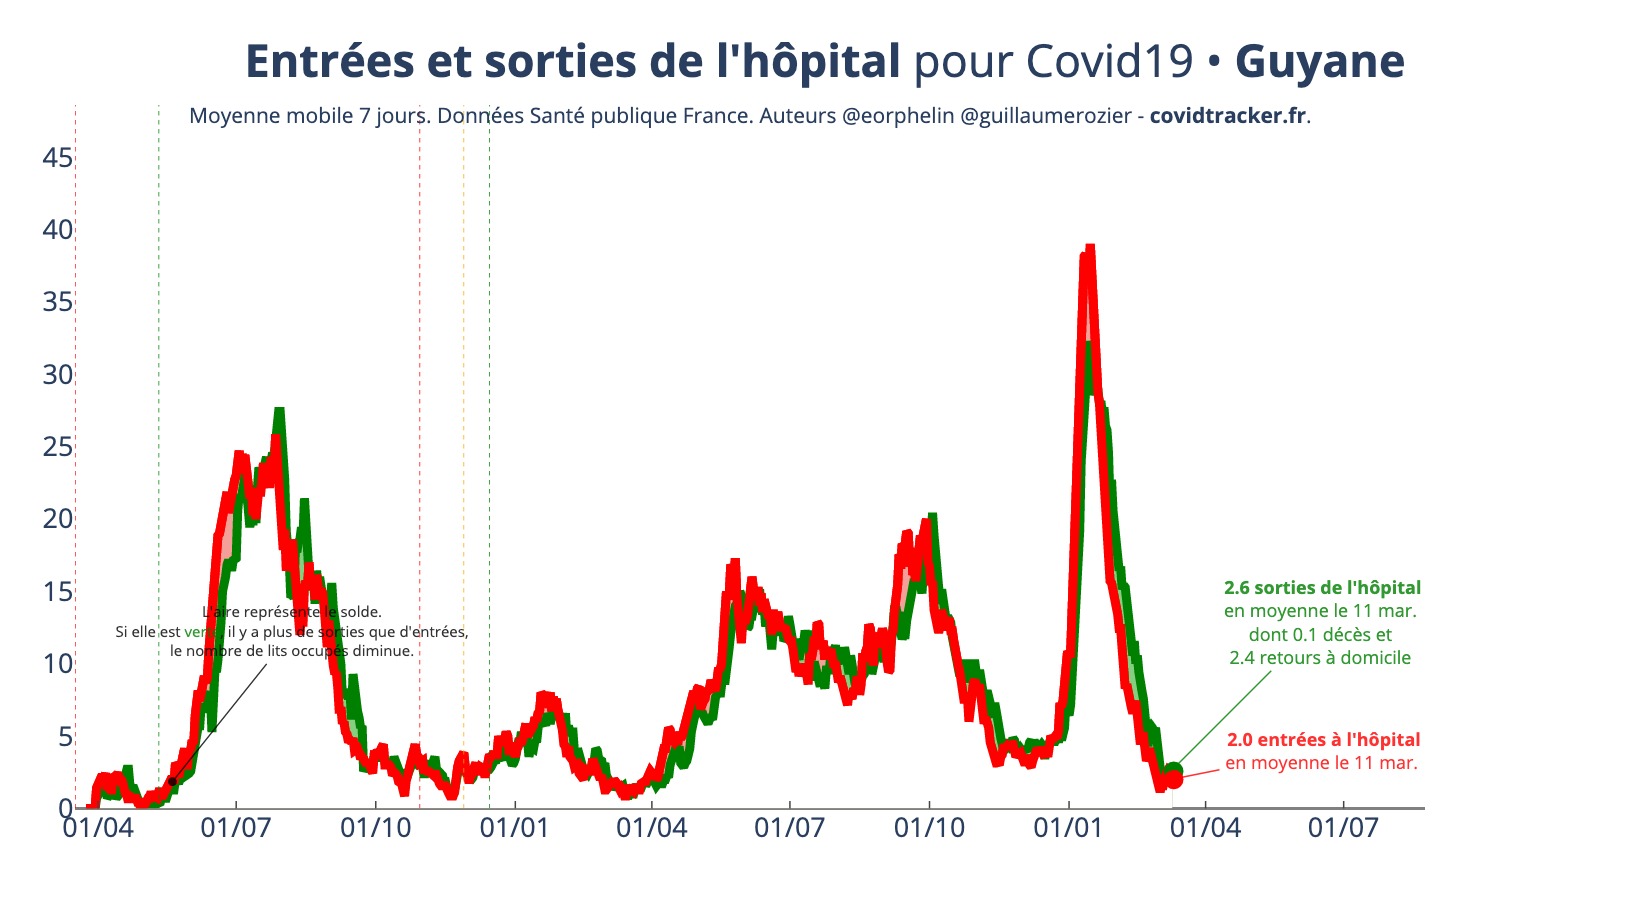 Entrées et sorties de l'hôpital pour Covid19 • Guyane
Moyenne mobile 7 jours. Données Santé publique France. Auteurs @eorphelin @guillaumerozier - covidtracker.fr.
45
40
35
30
25
20
15
10
5
0
L'aire représente le solde.
Si elle est verte, il y a plus de sorties que d'entrées,
le nombre de lits occupés diminue.
2.6 sorties de l'hôpital
en moyenne le 11 mar.
dont 0.1 décès et
2.4 retours à domicile
2.0 entrées à l'hôpital
en moyenne le 11 mar.
01/04 01/07 01/10 01/01 01/04 01/07 01/10 01/01 01/04 01/07